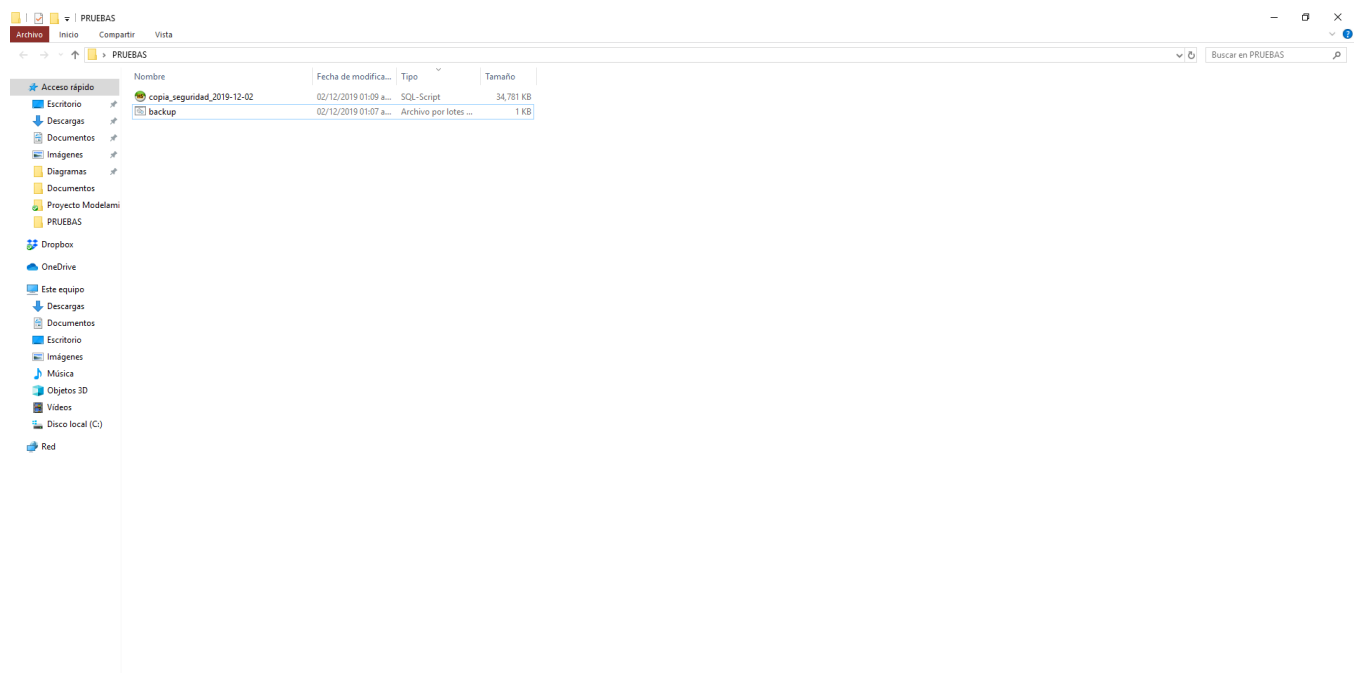 PRUEBAS
Archivo Inicio Compartir Vista
PRUEBAS Buscar en PRUEBAS
Nombre Fecha de modifica... Tipo Tamaño
Acceso rápido
copia_seguridad_2019-12-02 02/12/2019 01:09 a... SQL-Script 34,781 KB
Escritorio
backup 02/12/2019 01:07 a... Archivo por lotes ... 1 KB
Descargas
Documentos
Imágenes
Diagramas
Documentos
Proyecto Modelami
PRUEBAS
Dropbox
OneDrive
Este equipo
Descargas
Documentos
Escritorio
Imágenes
Música
Objetos 3D
Vídeos
Disco local (C:)
Red